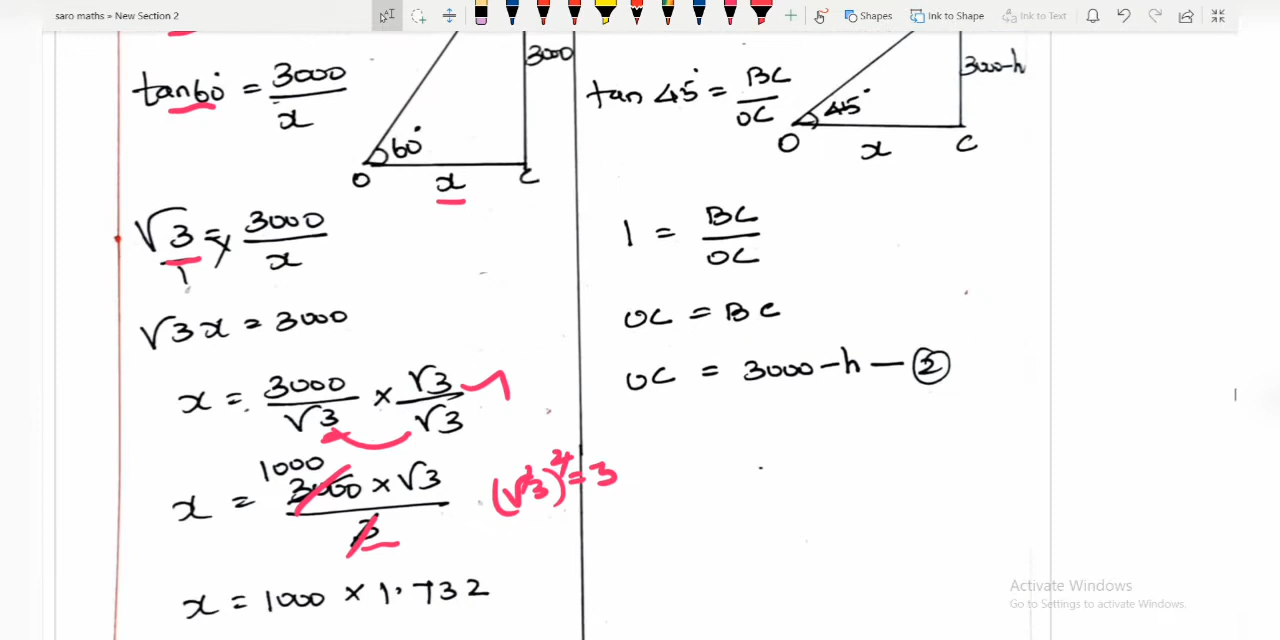 saro maths » New Section 2
Shapes
Ink to Shape
Ink to Text
tan60° = 3000/x
3000
60°
O
x
C
√3/1 = 3000/x
√3x = 3000
x = 3000/√3 × √3/√3
1000
x = 3000 × √3 / 3
(√3)² = 3
x = 1000 × 1.732
tan 45° = BC/OC
3000-h
45°
O
x
C
1 = BC/OC
OC = BC
OC = 3000-h — ②
Activate Windows
Go to Settings to activate Windows.